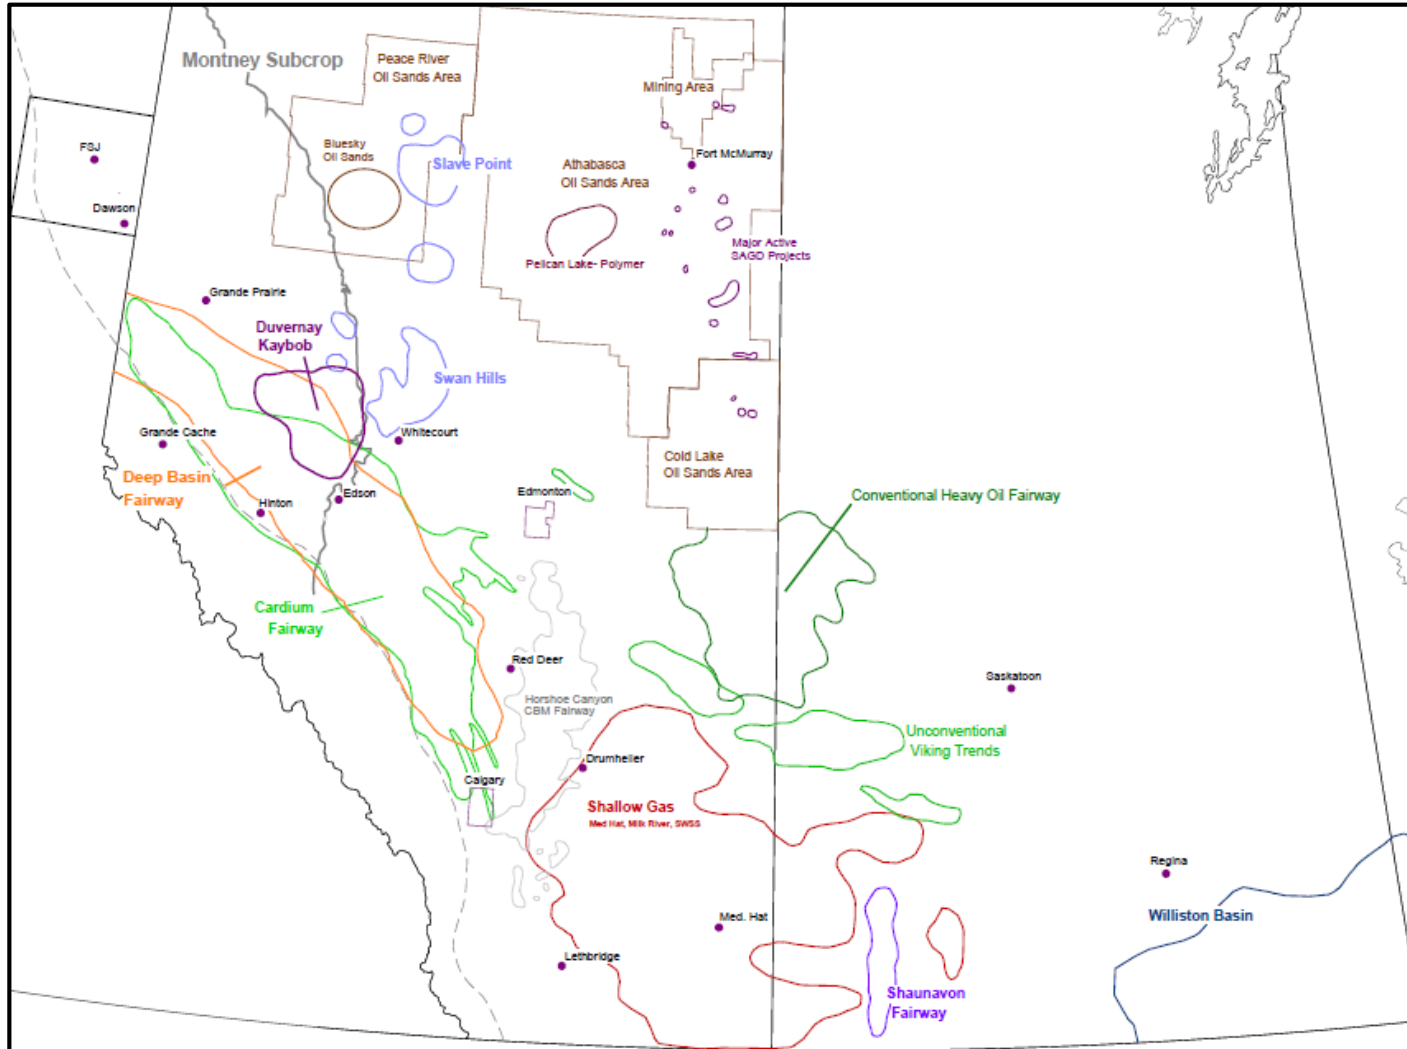 Montney Subcrop
Peace River
Oil Sands Area
Mining Area
FSJ
Bluesky
Oil Sands
Slave Point
Athabasca
Oil Sands Area
Fort McMurray
Dawson
Major Active
SAGD Projects
Pelican Lake- Polymer
Grande Prairie
Duvernay
Kaybob
Swan Hills
Grande Cache
Whitecourt
Cold Lake
Oil Sands Area
Deep Basin
Fairway
Hinton
Edson
Edmonton
Conventional Heavy Oil Fairway
Cardium
Fairway
Red Deer
Saskatoon
Horshoe Canyon
CBM Fairway
Unconventional
Viking Trends
Drumheller
Calgary
Shallow Gas
Med Hat, Milk River, SWSS
Regina
Med. Hat
Williston Basin
Lethbridge
Shaunavon
Fairway